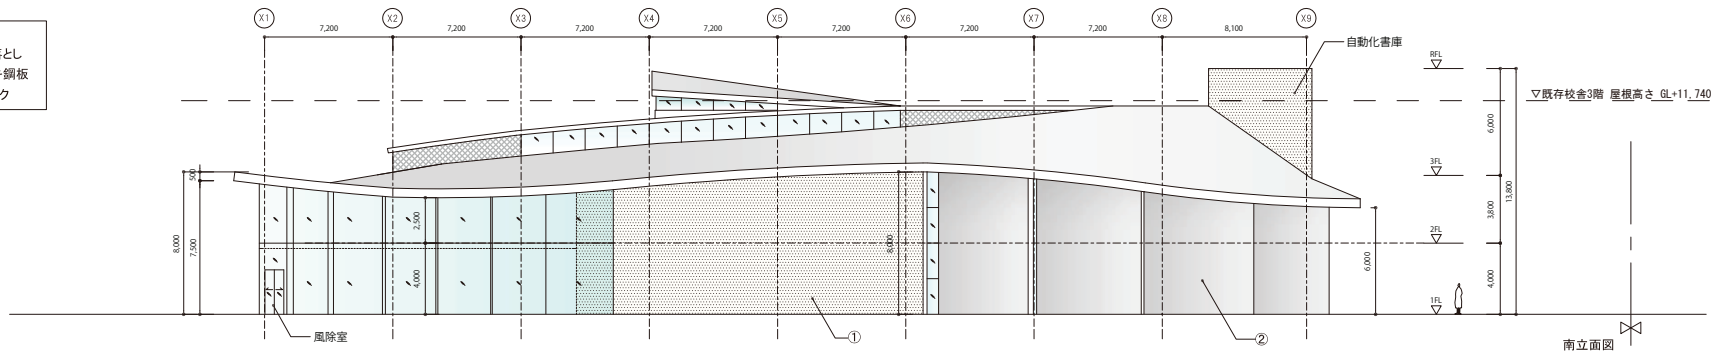 X1 X2 X3 X4 X5 X6 X7 X8 X9
7,200 7,200 7,200 7,200 7,200 7,200 7,200 8,100
落とし
鋼板
ク
自動化書庫
RFL
▽既存校舎3階 屋根高さ GL+11,740
6,000
3FL
500
13,800
3,800
2,500
2FL
8,000
7,500
8,000
6,000
4,000
4,000
1FL
風除室
①
②
南立面図